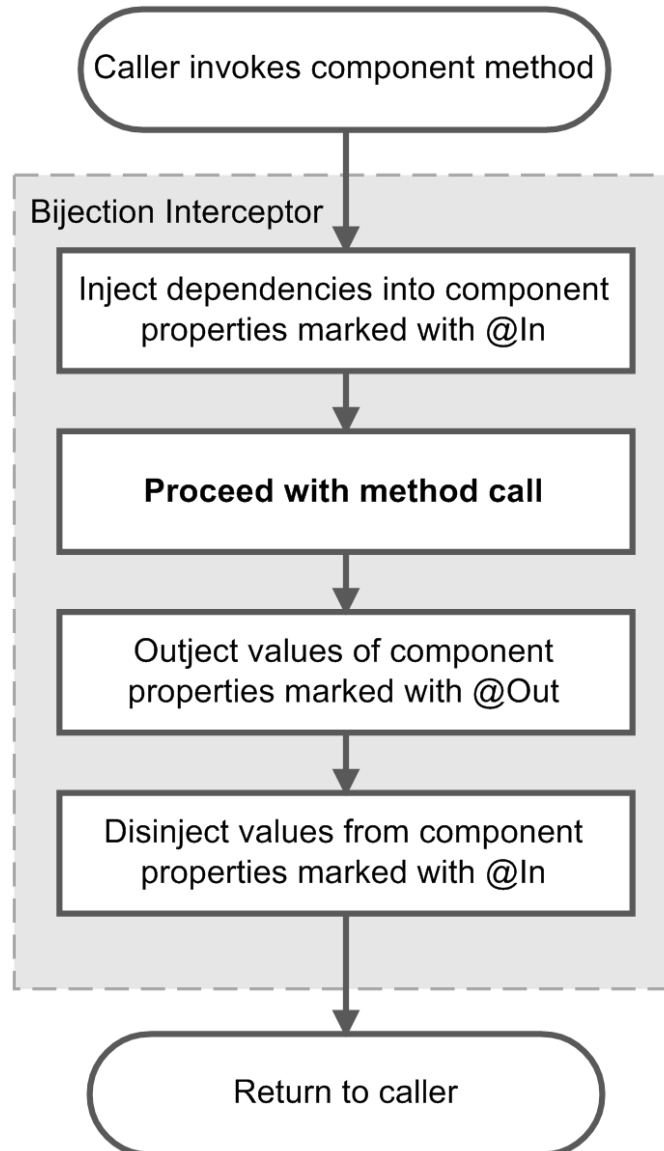 Caller invokes component method
Bijection Interceptor
Inject dependencies into component
properties marked with @In
Proceed with method call
Outject values of component
properties marked with @Out
Disinject values from component
properties marked with @In
Return to caller